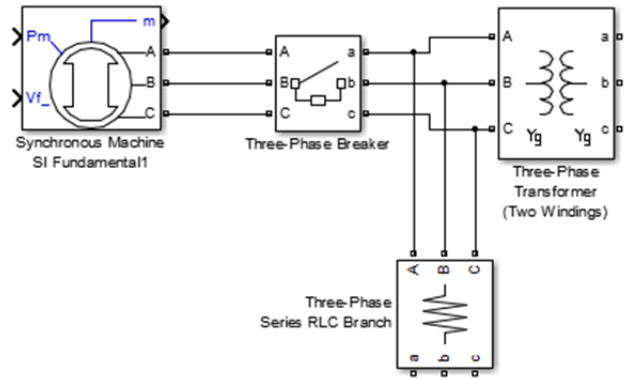 m
Pm
Vf_
A
B
C
Synchronous Machine
SI Fundamental1
A
B
C
a
b
c
Three-Phase Breaker
A
B
C
a
b
c
Yg Yg
Three-Phase
Transformer
(Two Windings)
A B C
Three-Phase
Series RLC Branch
a b c